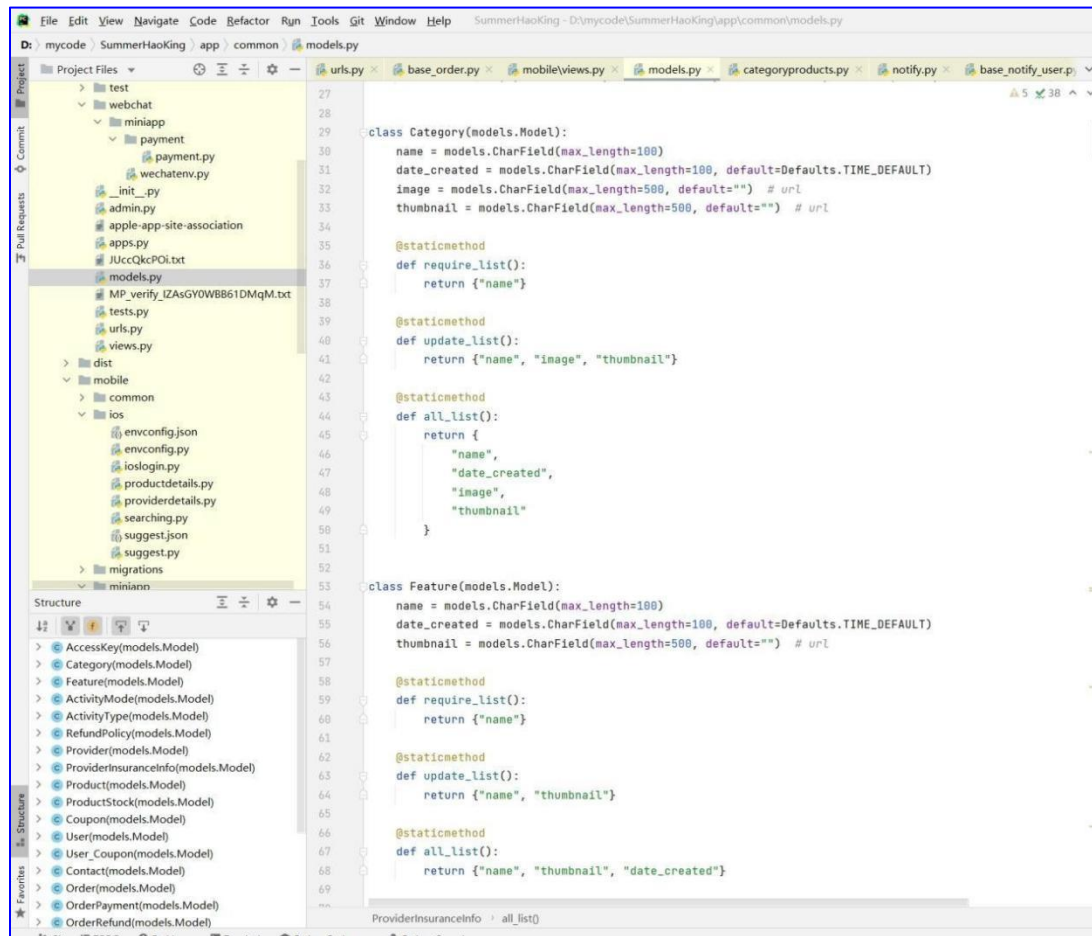 File Edit View Navigate Code Refactor Run Tools Git Window Help SummerHaoKing - D:\mycode\SummerHaoKing\app\common\models.py
D: mycode SummerHaoKing app common models.py
Project Files
urls.py base_order.py mobile\views.py models.py categoryproducts.py notify.py base_notify_user.p
Project
Commit
Pull Requests
test
webchat
miniapp
payment
payment.py
wechatenv.py
__init__.py
admin.py
apple-app-site-association
apps.py
JUccQkcPOi.txt
models.py
MP_verify_IZAsGY0WBB61DMqM.txt
tests.py
urls.py
views.py
dist
mobile
common
ios
envconfig.json
envconfig.py
ioslogin.py
productdetails.py
providerdetails.py
searching.py
suggest.json
suggest.py
migrations
miniapp
Structure
AccessKey(models.Model)
Category(models.Model)
Feature(models.Model)
ActivityMode(models.Model)
ActivityType(models.Model)
RefundPolicy(models.Model)
Provider(models.Model)
ProviderInsuranceInfo(models.Model)
Product(models.Model)
ProductStock(models.Model)
Coupon(models.Model)
User(models.Model)
User_Coupon(models.Model)
Contact(models.Model)
Order(models.Model)
OrderPayment(models.Model)
OrderRefund(models.Model)
Structure
Favorites
5 38
27
28
29 class Category(models.Model):
30 name = models.CharField(max_length=100)
31 date_created = models.CharField(max_length=100, default=Defaults.TIME_DEFAULT)
32 image = models.CharField(max_length=500, default="") # url
33 thumbnail = models.CharField(max_length=500, default="") # url
34
35 @staticmethod
36 def require_list():
37 return {"name"}
38
39 @staticmethod
40 def update_list():
41 return {"name", "image", "thumbnail"}
42
43 @staticmethod
44 def all_list():
45 return {
46 "name",
47 "date_created",
48 "image",
49 "thumbnail"
50 }
51
52
53 class Feature(models.Model):
54 name = models.CharField(max_length=100)
55 date_created = models.CharField(max_length=100, default=Defaults.TIME_DEFAULT)
56 thumbnail = models.CharField(max_length=500, default="") # url
57
58 @staticmethod
59 def require_list():
60 return {"name"}
61
62 @staticmethod
63 def update_list():
64 return {"name", "thumbnail"}
65
66 @staticmethod
67 def all_list():
68 return {"name", "thumbnail", "date_created"}
69
ProviderInsuranceInfo all_list()